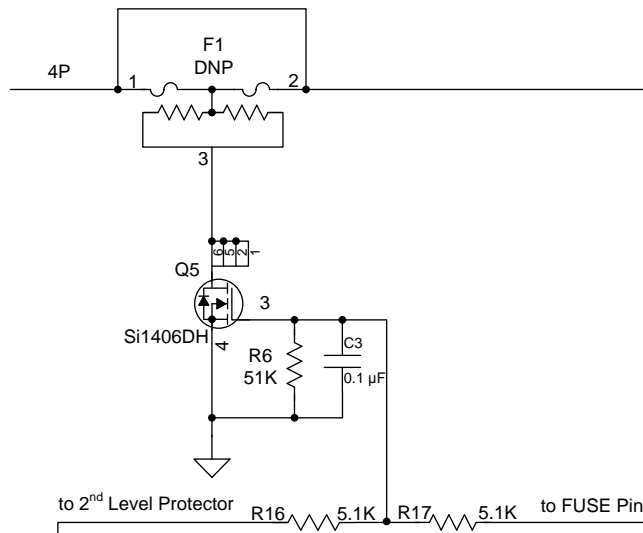 F1
DNP
4P
1
2
3
6
5
2
1
Q5
3
Si1406DH
4
R6
51K
C3
0.1 µF
to 2nd Level Protector
R16
5.1K
R17
5.1K
to FUSE Pin